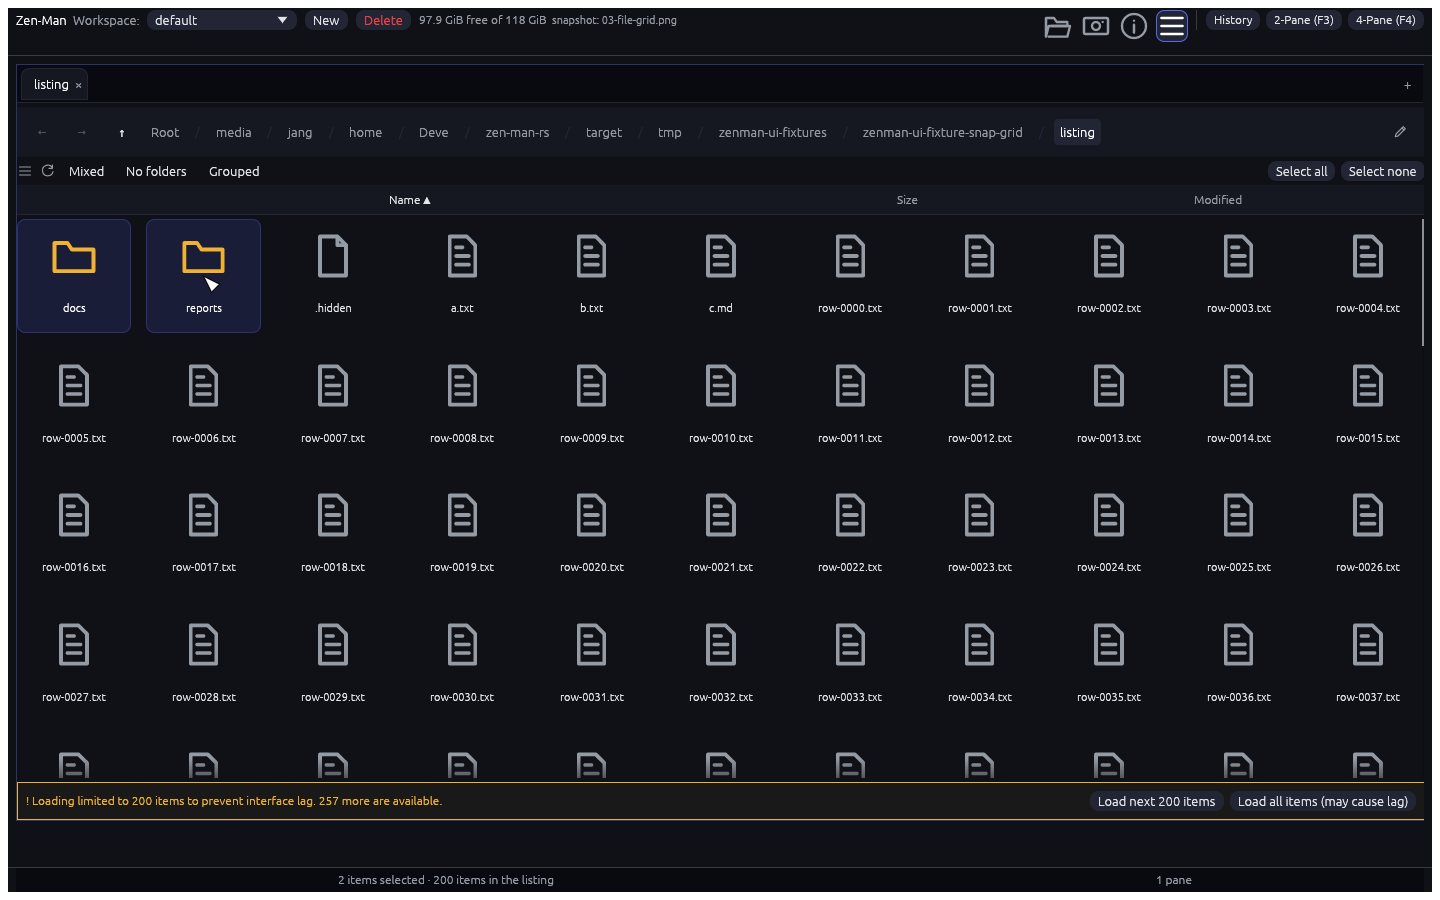 Zen-Man Workspace: default New Delete 97.9 GiB free of 118 GiB snapshot: 03-file-grid.png History 2-Pane (F3) 4-Pane (F4)
listing × +
← → ↑ Root / media / jang / home / Deve / zen-man-rs / target / tmp / zenman-ui-fixtures / zenman-ui-fixture-snap-grid / listing
Mixed No folders Grouped Select all Select none
Name ▲ Size Modified
docs reports .hidden a.txt b.txt c.md row-0000.txt row-0001.txt row-0002.txt row-0003.txt row-0004.txt
row-0005.txt row-0006.txt row-0007.txt row-0008.txt row-0009.txt row-0010.txt row-0011.txt row-0012.txt row-0013.txt row-0014.txt row-0015.txt
row-0016.txt row-0017.txt row-0018.txt row-0019.txt row-0020.txt row-0021.txt row-0022.txt row-0023.txt row-0024.txt row-0025.txt row-0026.txt
row-0027.txt row-0028.txt row-0029.txt row-0030.txt row-0031.txt row-0032.txt row-0033.txt row-0034.txt row-0035.txt row-0036.txt row-0037.txt
! Loading limited to 200 items to prevent interface lag. 257 more are available. Load next 200 items Load all items (may cause lag)
2 items selected · 200 items in the listing 1 pane